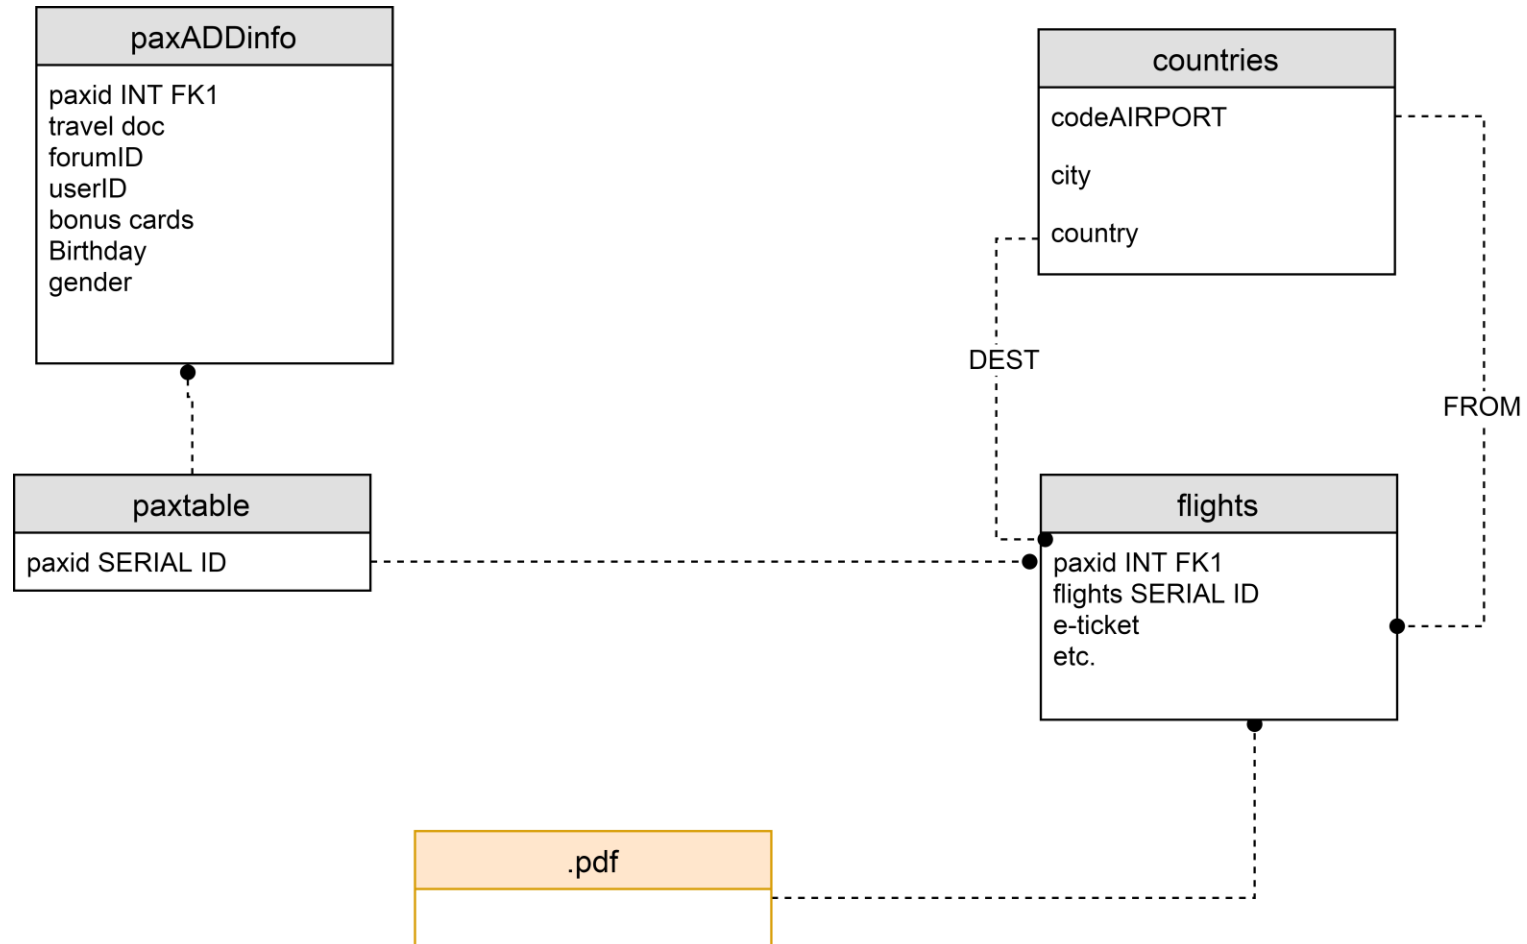 paxADDinfo
paxid INT FK1
travel doc
forumID
userID
bonus cards
Birthday
gender
countries
codeAIRPORT
city
country
DEST
FROM
paxtable
paxid SERIAL ID
flights
paxid INT FK1
flights SERIAL ID
e-ticket
etc.
.pdf